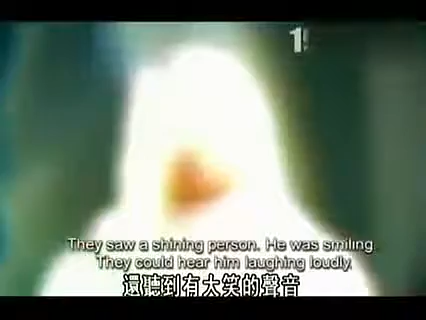 They saw a shining person. He was smiling.
They could hear him laughing loudly.
還聽到有大笑的聲音